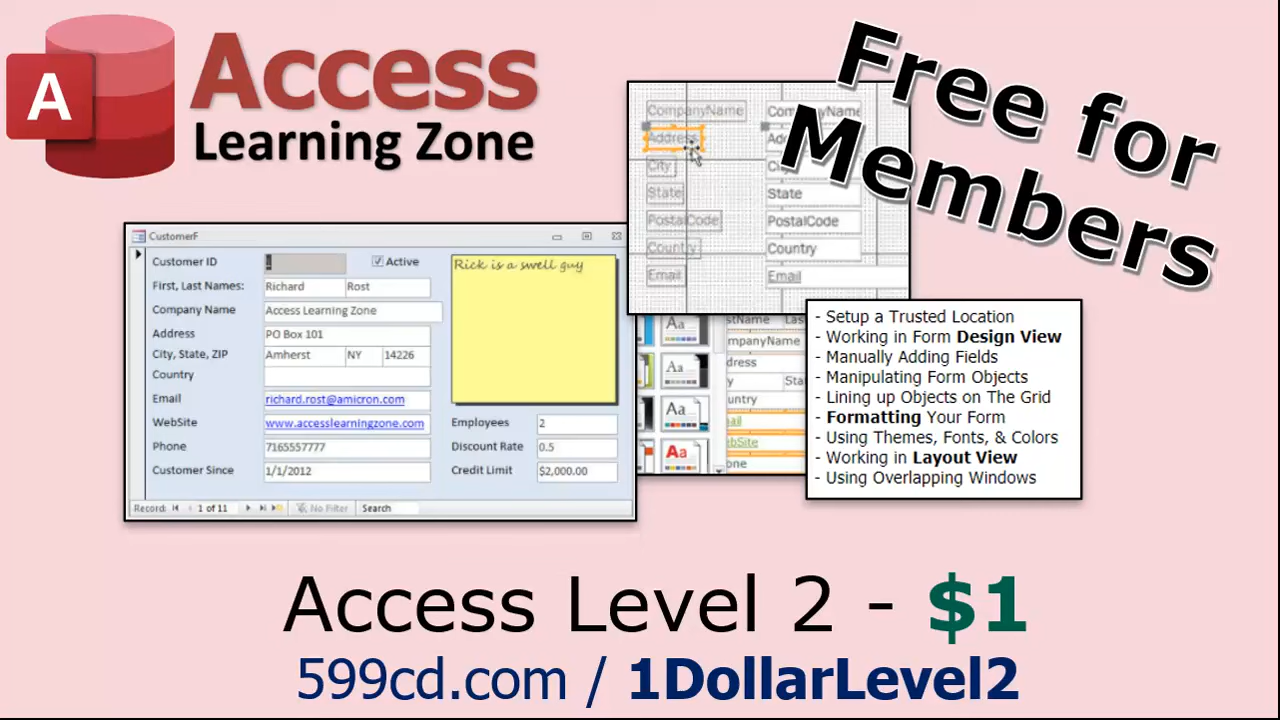 A
Access
Learning Zone
Free for
Members
CompanyName CompanyName
Address
City
State State
PostalCode PostalCode
Country Country
Email Email
CustomerF
Customer ID Active
First, Last Names: Richard Rost
Company Name Access Learning Zone
Address PO Box 101
City, State, ZIP Amherst NY 14226
Country
Email richard.rost@amicron.com
WebSite www.accesslearningzone.com
Phone 7165557777
Customer Since 1/1/2012
Rick is a swell guy
Employees 2
Discount Rate 0.5
Credit Limit $2,000.00
Record: 1 of 11 No Filter Search
Aa
Aa
Aa
Aa
- Setup a Trusted Location
- Working in Form Design View
- Manually Adding Fields
- Manipulating Form Objects
- Lining up Objects on The Grid
- Formatting Your Form
- Using Themes, Fonts, & Colors
- Working in Layout View
- Using Overlapping Windows
Access Level 2 - $1
599cd.com / 1DollarLevel2